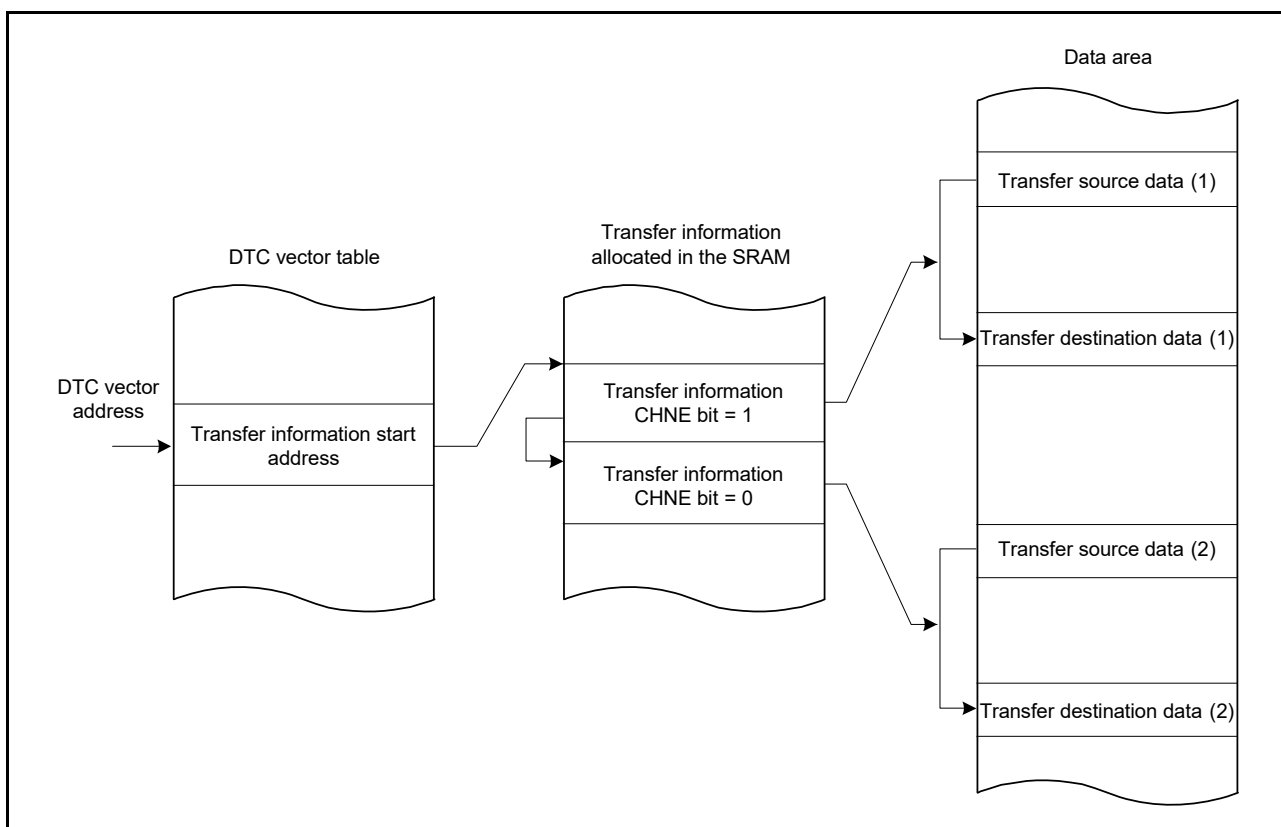 Data area
Transfer source data (1)
Transfer information
allocated in the SRAM
DTC vector table
Transfer destination data (1)
DTC vector
address
Transfer information
CHNE bit = 1
Transfer information start
address
Transfer information
CHNE bit = 0
Transfer source data (2)
Transfer destination data (2)